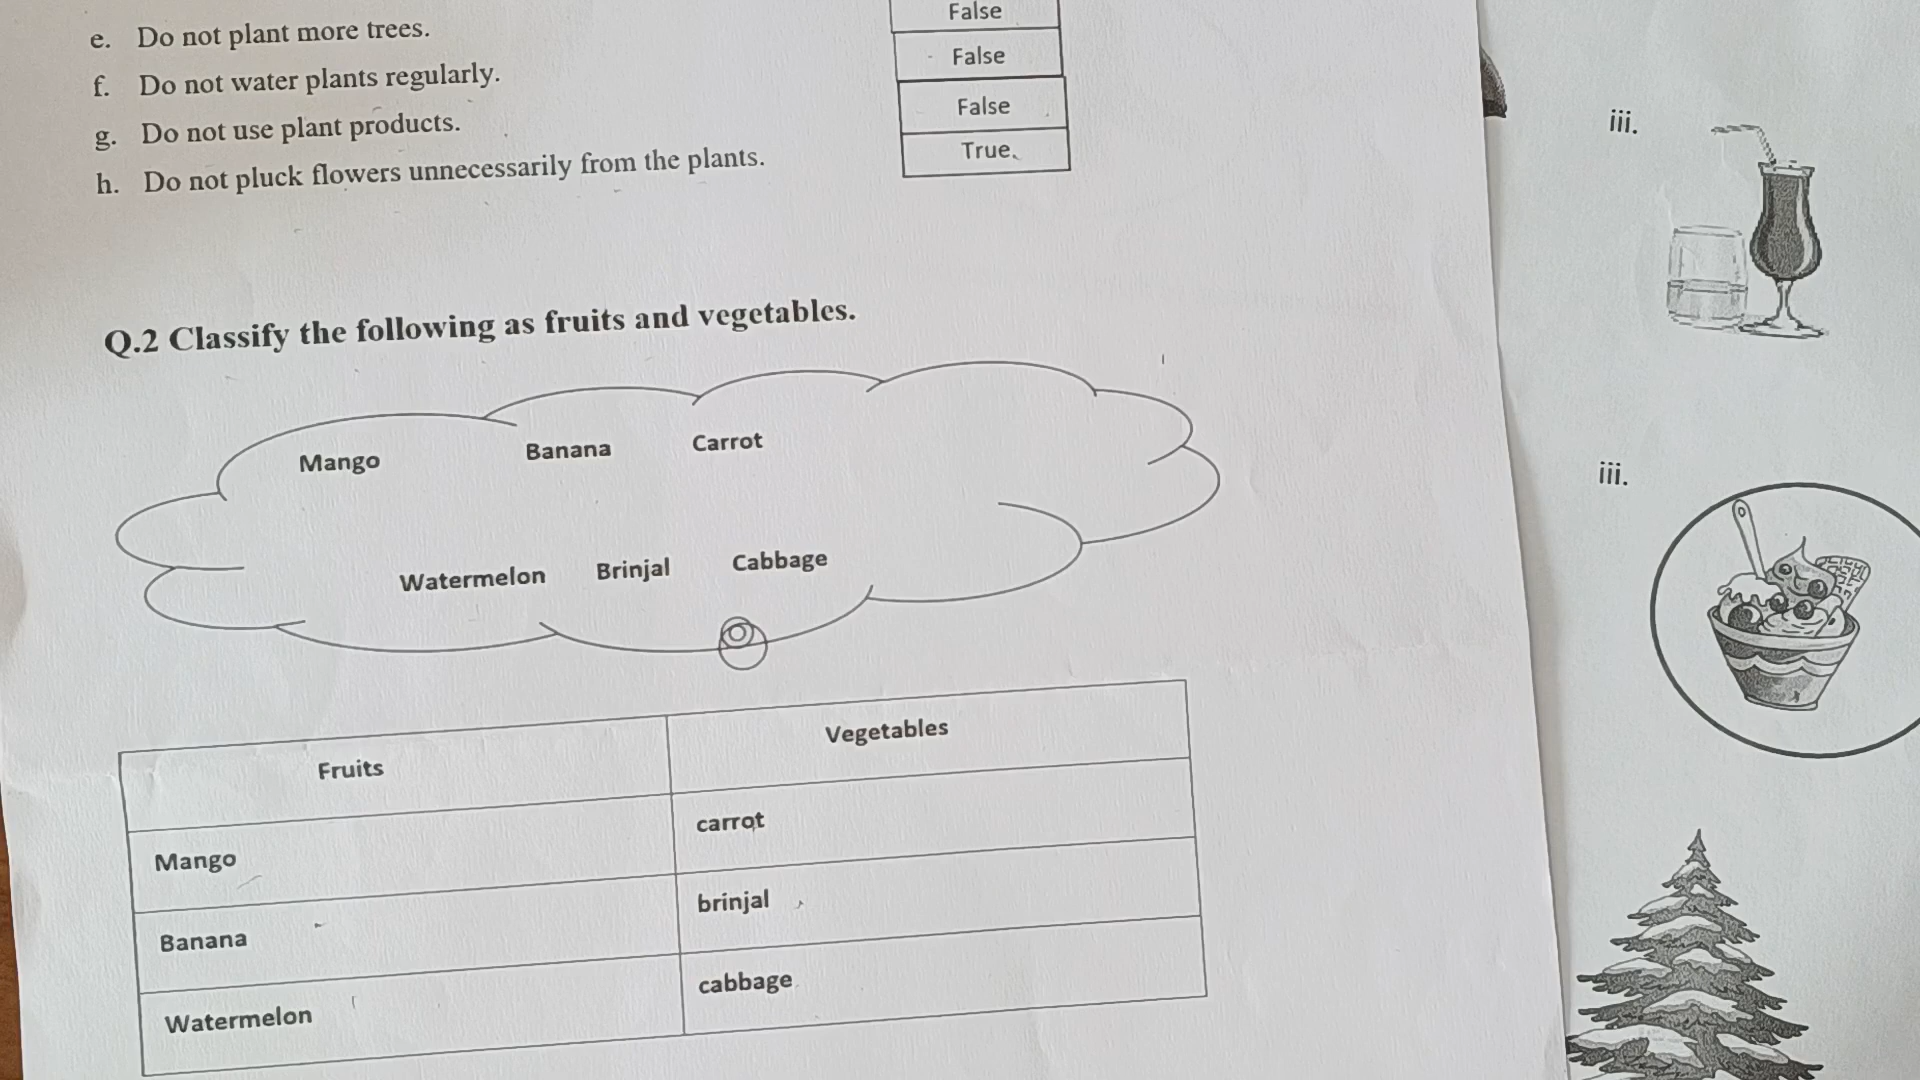 e. Do not plant more trees.
False
f. Do not water plants regularly.
False
g. Do not use plant products.
False
h. Do not pluck flowers unnecessarily from the plants.
True
Q.2 Classify the following as fruits and vegetables.
Mango Banana Carrot
Watermelon Brinjal Cabbage
Fruits Vegetables
Mango carrot
Banana brinjal
Watermelon cabbage
iii.
iii.